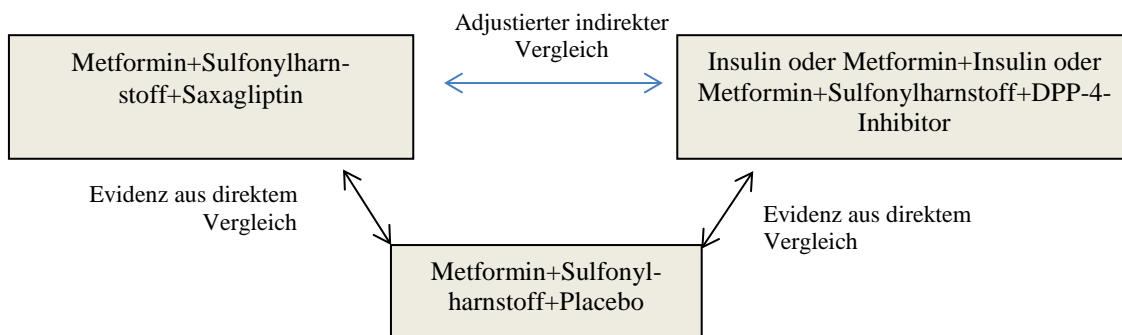 Adjustierter indirekter
Vergleich
Metformin+Sulfonylharn-
stoff+Saxagliptin
Insulin oder Metformin+Insulin oder
Metformin+Sulfonylharnstoff+DPP-4-
Inhibitor
Evidenz aus direktem
Vergleich
Evidenz aus direktem
Vergleich
Metformin+Sulfonyl-
harnstoff+Placebo